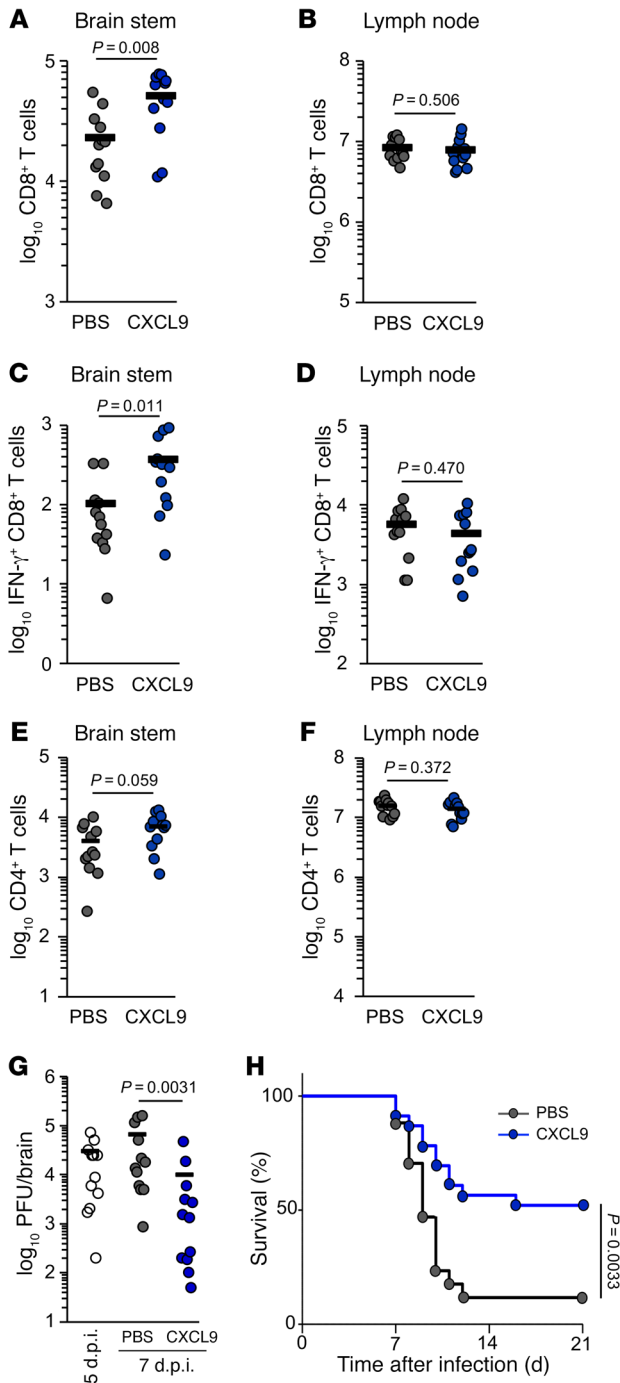 A
Brain stem
P = 0.008
log10 CD8+ T cells
5
4
3
PBS CXCL9
B
Lymph node
P = 0.506
log10 CD8+ T cells
8
7
6
5
PBS CXCL9
C
Brain stem
P = 0.011
log10 IFN-γ+ CD8+ T cells
3
2
1
0
PBS CXCL9
D
Lymph node
P = 0.470
log10 IFN-γ+ CD8+ T cells
5
4
3
2
PBS CXCL9
E
Brain stem
P = 0.059
log10 CD4+ T cells
5
4
3
2
1
PBS CXCL9
F
Lymph node
P = 0.372
log10 CD4+ T cells
8
7
6
5
4
PBS CXCL9
G
P = 0.0031
log10 PFU/brain
6
5
4
3
2
1
5 d.p.i.
PBS CXCL9
7 d.p.i.
H
Survival (%)
100
50
0
PBS
CXCL9
P = 0.0033
0 7 14 21
Time after infection (d)